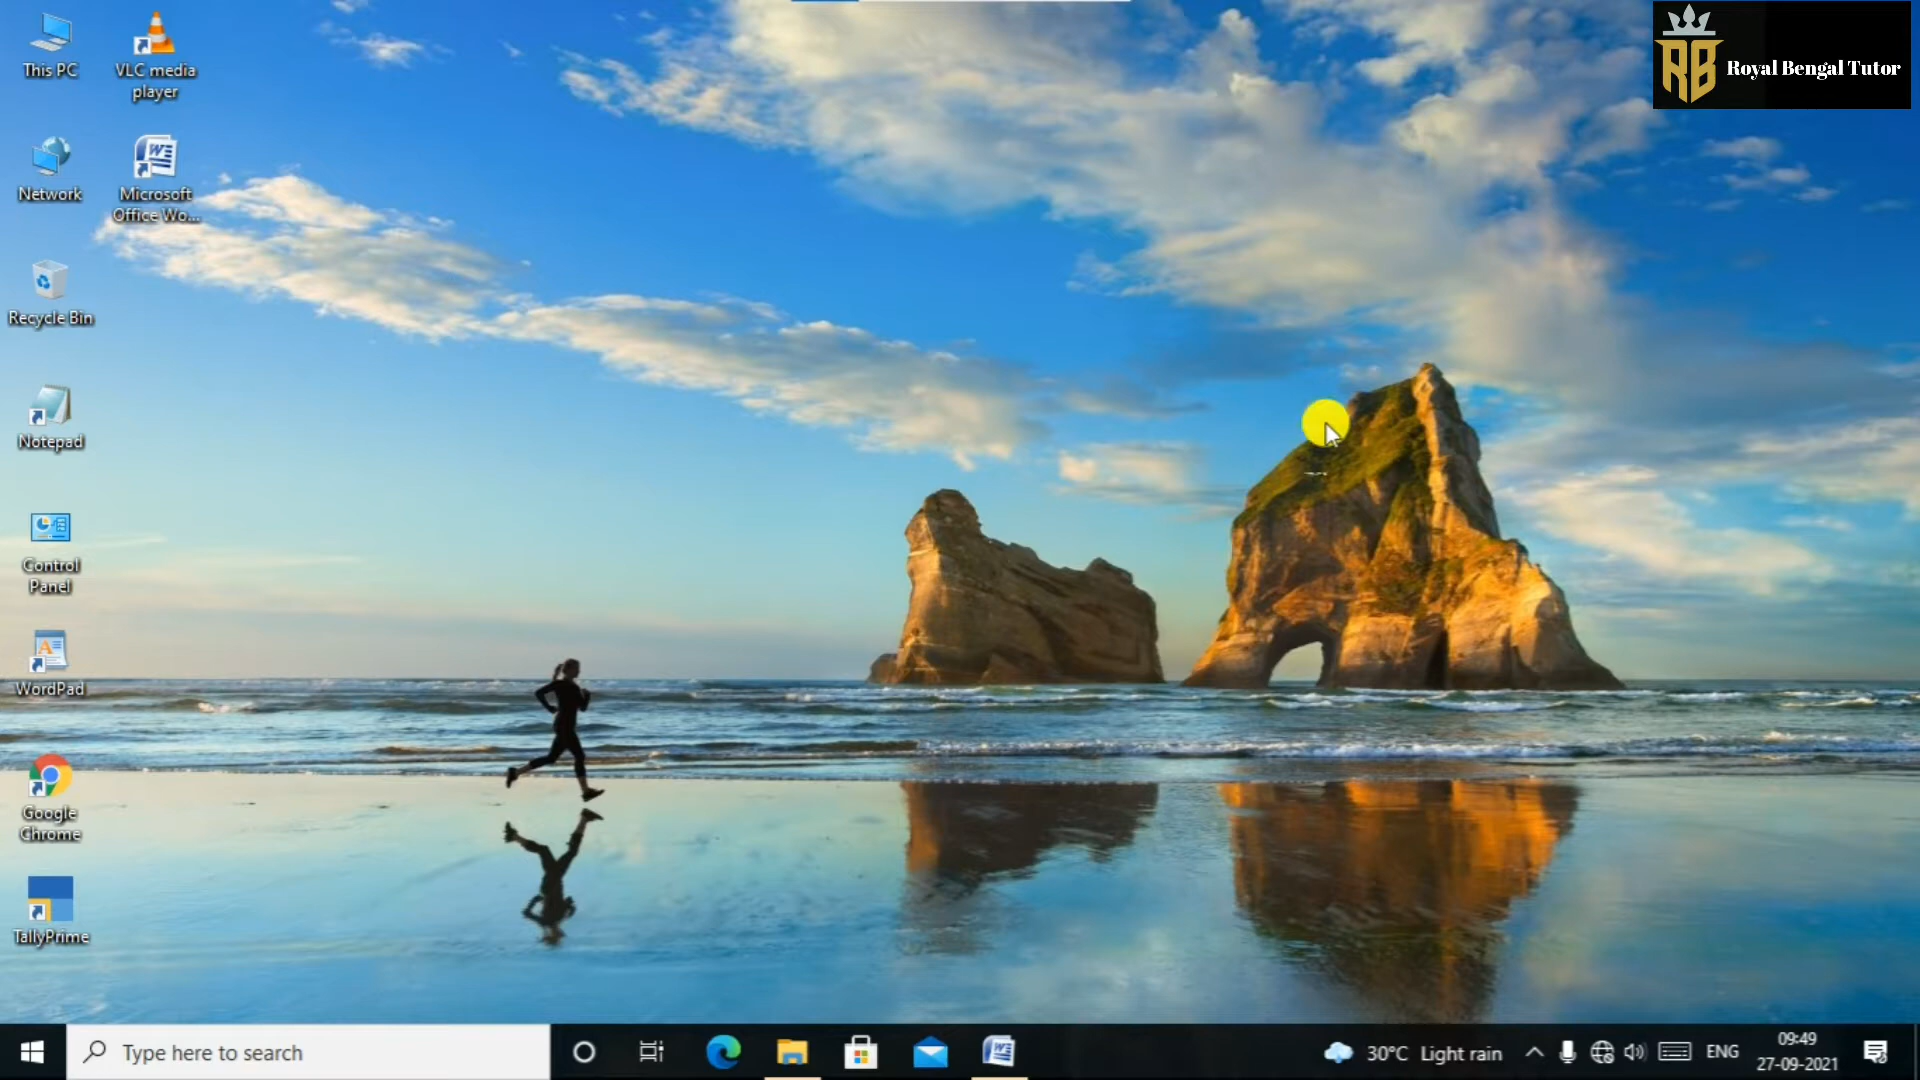 This PC
VLC media
player
RB
Royal Bengal Tutor
Network
Microsoft
Office Wo...
Recycle Bin
Notepad
Control
Panel
WordPad
Google
Chrome
TallyPrime
Type here to search
30°C Light rain
ENG
09:49
27-09-2021